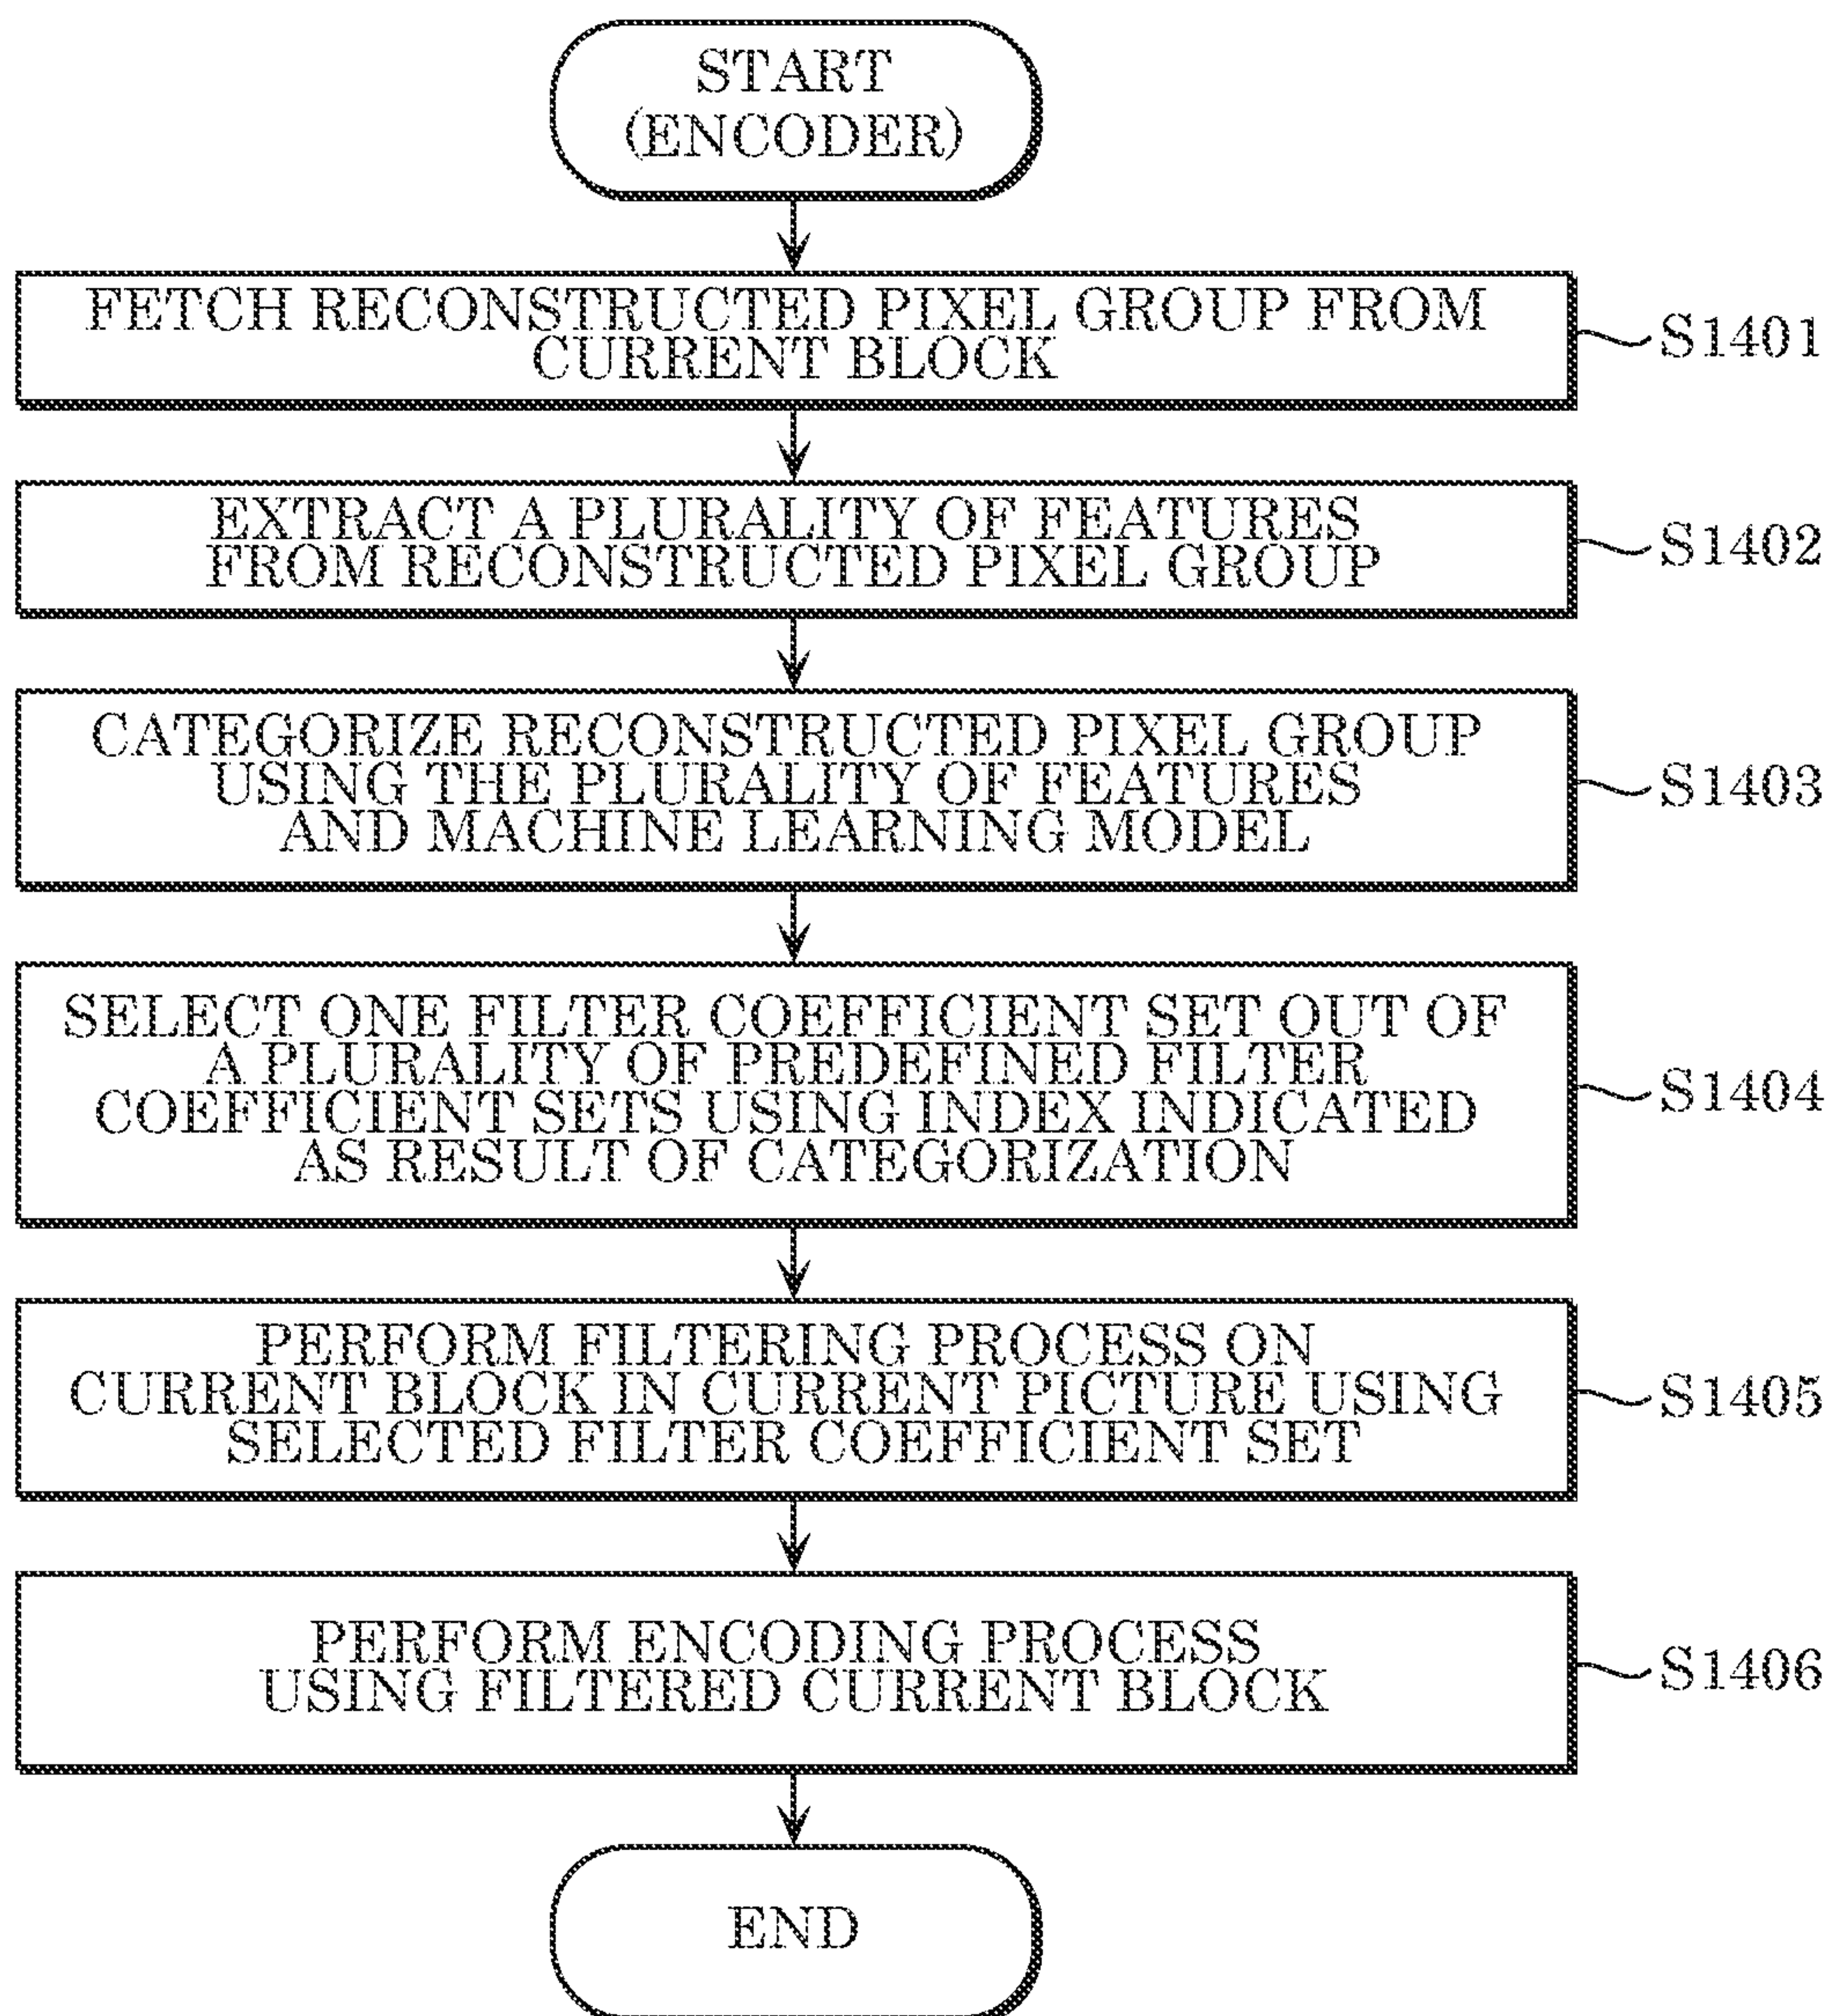 START
(ENCODER)
FETCH RECONSTRUCTED PIXEL GROUP FROM
CURRENT BLOCK
S1401
EXTRACT A PLURALITY OF FEATURES
FROM RECONSTRUCTED PIXEL GROUP
S1402
CATEGORIZE RECONSTRUCTED PIXEL GROUP
USING THE PLURALITY OF FEATURES
AND MACHINE LEARNING MODEL
S1403
SELECT ONE FILTER COEFFICIENT SET OUT OF
A PLURALITY OF PREDEFINED FILTER
COEFFICIENT SETS USING INDEX INDICATED
AS RESULT OF CATEGORIZATION
S1404
PERFORM FILTERING PROCESS ON
CURRENT BLOCK IN CURRENT PICTURE USING
SELECTED FILTER COEFFICIENT SET
S1405
PERFORM ENCODING PROCESS
USING FILTERED CURRENT BLOCK
S1406
END